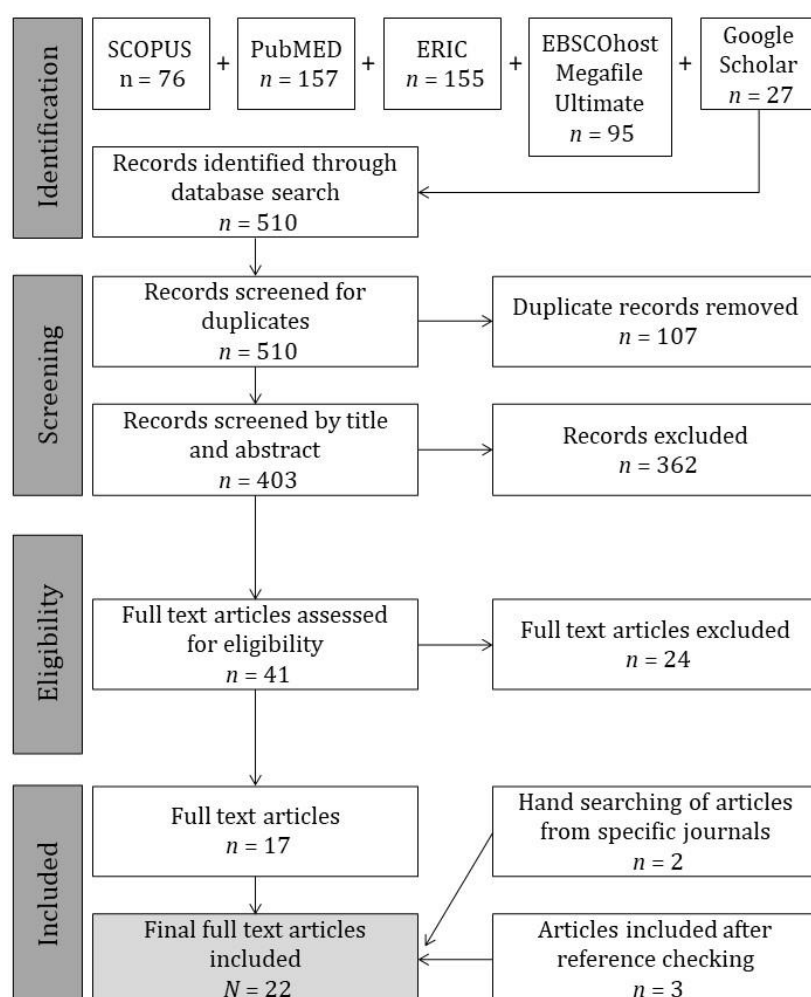 Identification
SCOPUS
n = 76
+
PubMED
n = 157
+
ERIC
n = 155
+
EBSCOhost
Megafile
Ultimate
n = 95
+
Google
Scholar
n = 27
Records identified through
database search
n = 510
Screening
Records screened for
duplicates
n = 510
Duplicate records removed
n = 107
Records screened by title
and abstract
n = 403
Records excluded
n = 362
Eligibility
Full text articles assessed
for eligibility
n = 41
Full text articles excluded
n = 24
Included
Full text articles
n = 17
Hand searching of articles
from specific journals
n = 2
Final full text articles
included
N = 22
Articles included after
reference checking
n = 3